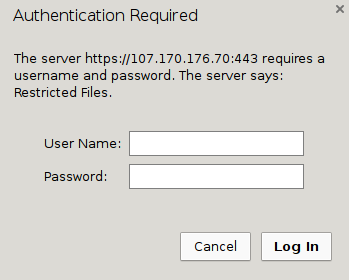 Authentication Required
The server https://107.170.176.70:443 requires a
username and password. The server says:
Restricted Files.
User Name:
Password:
Cancel
Log In